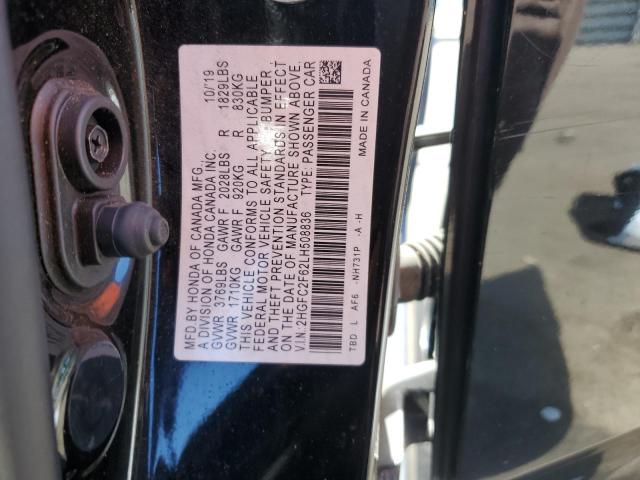 MFD.BY HONDA OF CANADA MFG., 10/19
A DIVISION OF HONDA CANADA INC.
GVWR 3769LBS GAWR F 2028LBS R 1829LBS
GVWR 1710KG GAWR F 920KG R 830KG
THIS VEHICLE CONFORMS TO ALL APPLICABLE
FEDERAL MOTOR VEHICLE SAFETY, BUMPER,
AND THEFT PREVENTION STANDARDS IN EFFECT
ON THE DATE OF MANUFACTURE SHOWN ABOVE.
V.I.N: 2HGFC2F62LH508836 TYPE: PASSENGER CAR
TBD L AF6 -NH731P -A -H
MADE IN CANADA